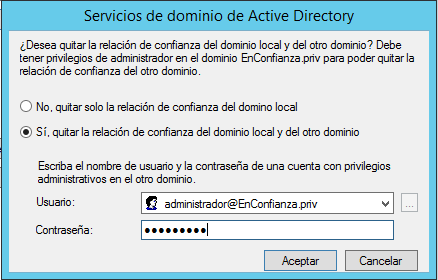 Servicios de dominio de Active Directory
¿Desea quitar la relación de confianza del dominio local y del otro dominio? Debe
tener privilegios de administrador en el dominio EnConfianza.priv para poder quitar la
relación de confianza del otro dominio.
No, quitar solo la relación de confianza del domino local
Sí, quitar la relación de confianza del dominio local y del otro dominio
Escriba el nombre de usuario y la contraseña de una cuenta con privilegios
administrativos en el otro dominio.
Usuario: administrador@EnConfianza.priv ...
Contraseña: ●●●●●●●●●
Aceptar Cancelar